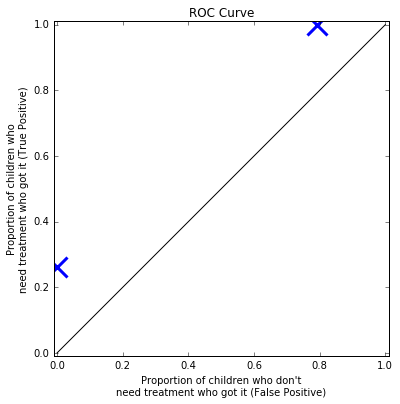 ROC Curve
Proportion of children who
need treatment who got it (True Positive)
1.0
0.8
0.6
0.4
0.2
0.0
0.0 0.2 0.4 0.6 0.8 1.0
Proportion of children who don't
need treatment who got it (False Positive)